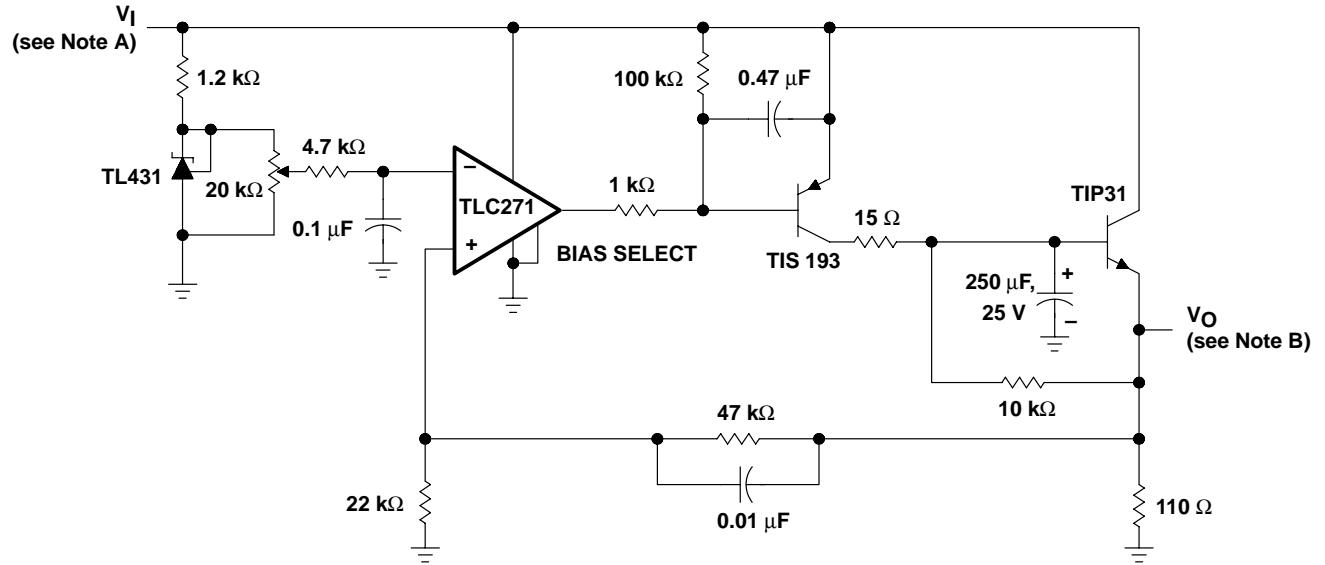 VI
(see Note A)
1.2 kΩ
TL431
20 kΩ
4.7 kΩ
0.1 μF
−
TLC271
+
BIAS SELECT
1 kΩ
100 kΩ
0.47 μF
TIS 193
15 Ω
250 μF,
25 V
+
−
TIP31
VO
(see Note B)
10 kΩ
47 kΩ
0.01 μF
22 kΩ
110 Ω